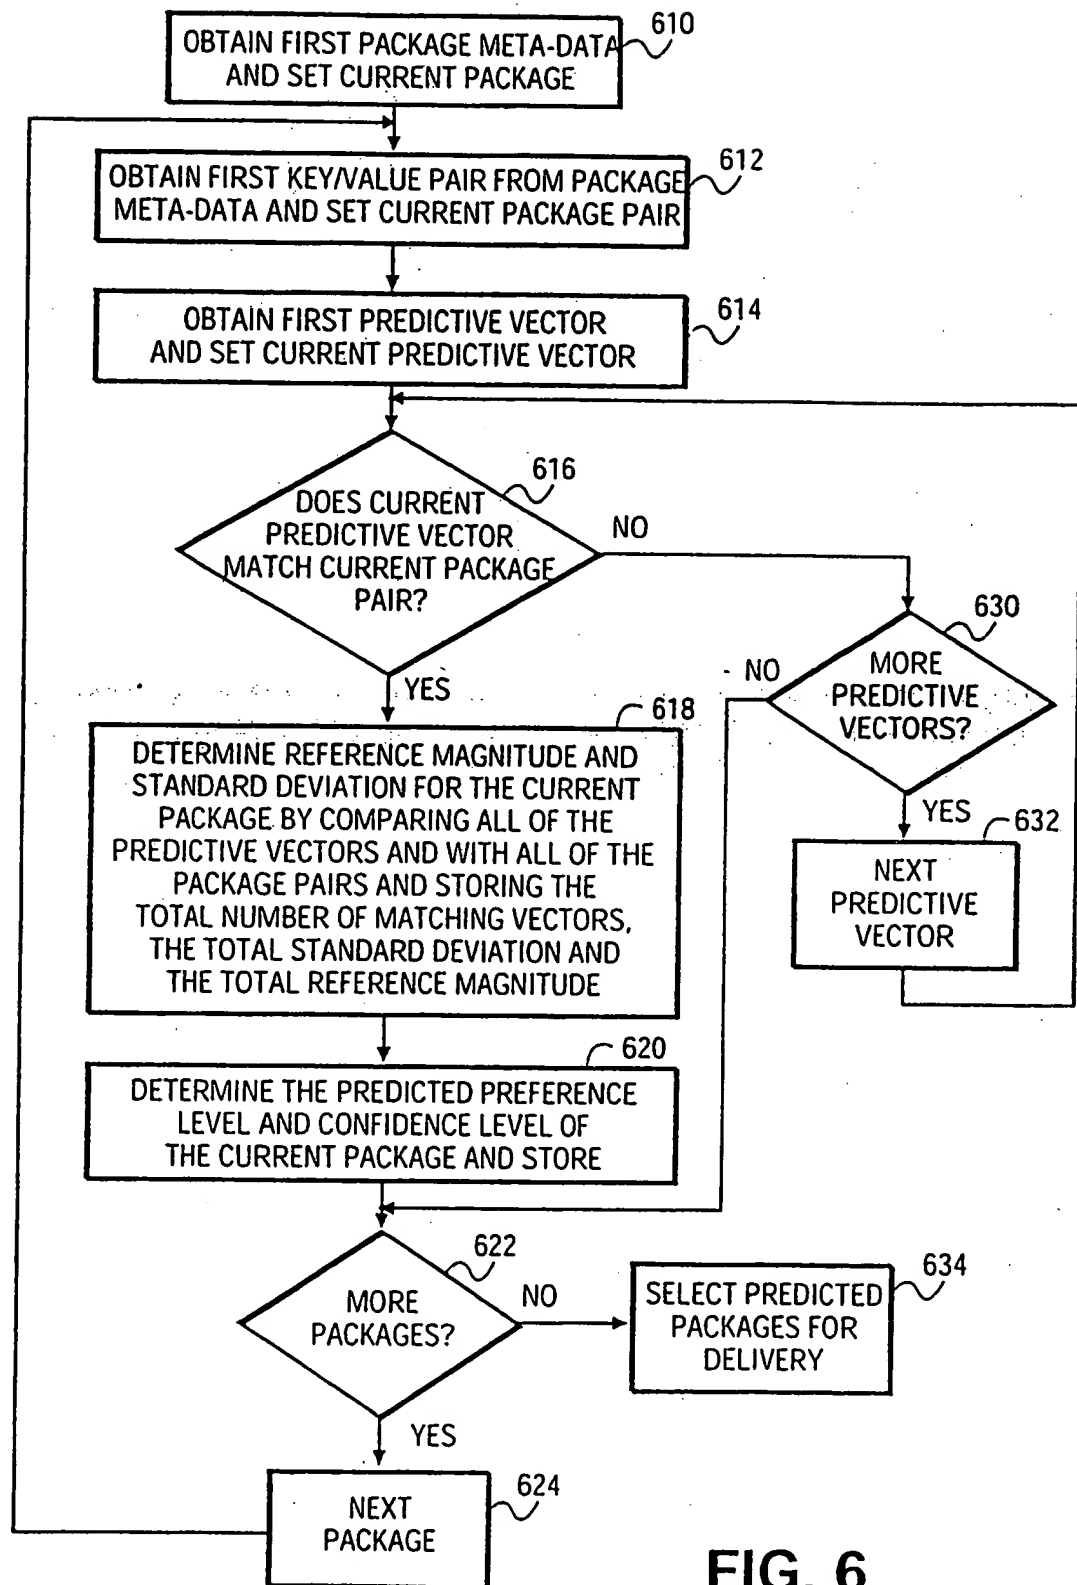 610
OBTAIN FIRST PACKAGE META-DATA
AND SET CURRENT PACKAGE
612
OBTAIN FIRST KEY/VALUE PAIR FROM PACKAGE
META-DATA AND SET CURRENT PACKAGE PAIR
614
OBTAIN FIRST PREDICTIVE VECTOR
AND SET CURRENT PREDICTIVE VECTOR
616
DOES CURRENT
PREDICTIVE VECTOR
MATCH CURRENT PACKAGE
PAIR?
NO
YES
630
MORE
PREDICTIVE
VECTORS?
NO
YES
632
NEXT
PREDICTIVE
VECTOR
618
DETERMINE REFERENCE MAGNITUDE AND
STANDARD DEVIATION FOR THE CURRENT
PACKAGE BY COMPARING ALL OF THE
PREDICTIVE VECTORS AND WITH ALL OF THE
PACKAGE PAIRS AND STORING THE
TOTAL NUMBER OF MATCHING VECTORS,
THE TOTAL STANDARD DEVIATION AND
THE TOTAL REFERENCE MAGNITUDE
620
DETERMINE THE PREDICTED PREFERENCE
LEVEL AND CONFIDENCE LEVEL OF
THE CURRENT PACKAGE AND STORE
622
MORE
PACKAGES?
NO
YES
634
SELECT PREDICTED
PACKAGES FOR
DELIVERY
624
NEXT
PACKAGE
FIG. 6